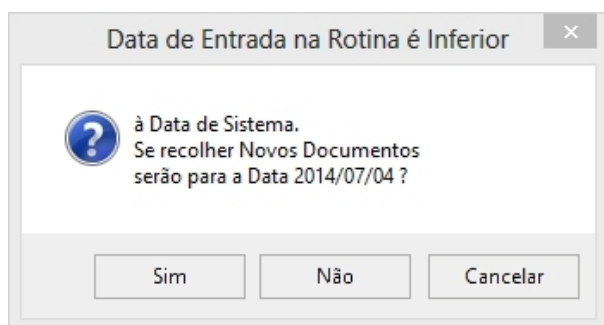 Data de Entrada na Rotina é Inferior
à Data de Sistema.
Se recolher Novos Documentos
serão para a Data 2014/07/04 ?
Sim
Não
Cancelar